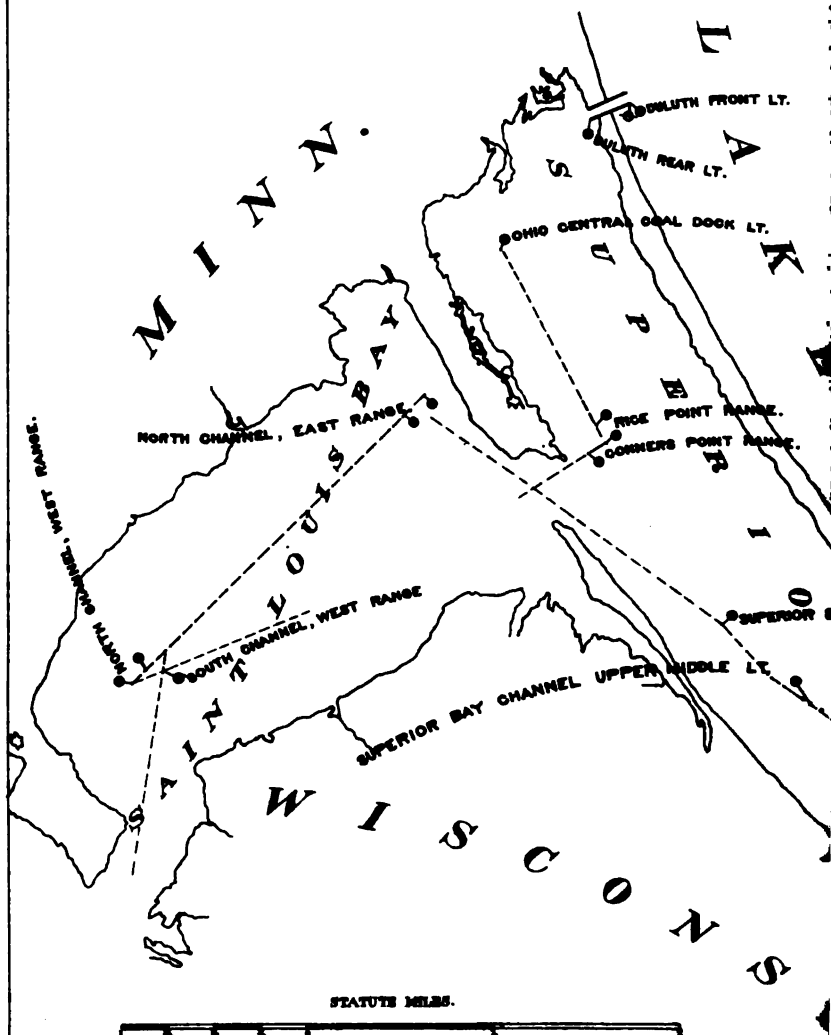 L A K E
DULUTH FRONT LT.
DULUTH REAR LT.
MINN.
OHIO CENTRAL COAL DOCK LT.
S U P E R I O
RICE POINT RANGE.
CONNERS POINT RANGE.
NORTH CHANNEL, EAST RANGE.
NORTH CHANNEL, WEST RANGE.
SAINT LOUIS BAY
SOUTH CHANNEL, WEST RANGE
SUPERIOR
SUPERIOR BAY CHANNEL UPPER MIDDLE LT.
WISCONS
STATUTE MILES.